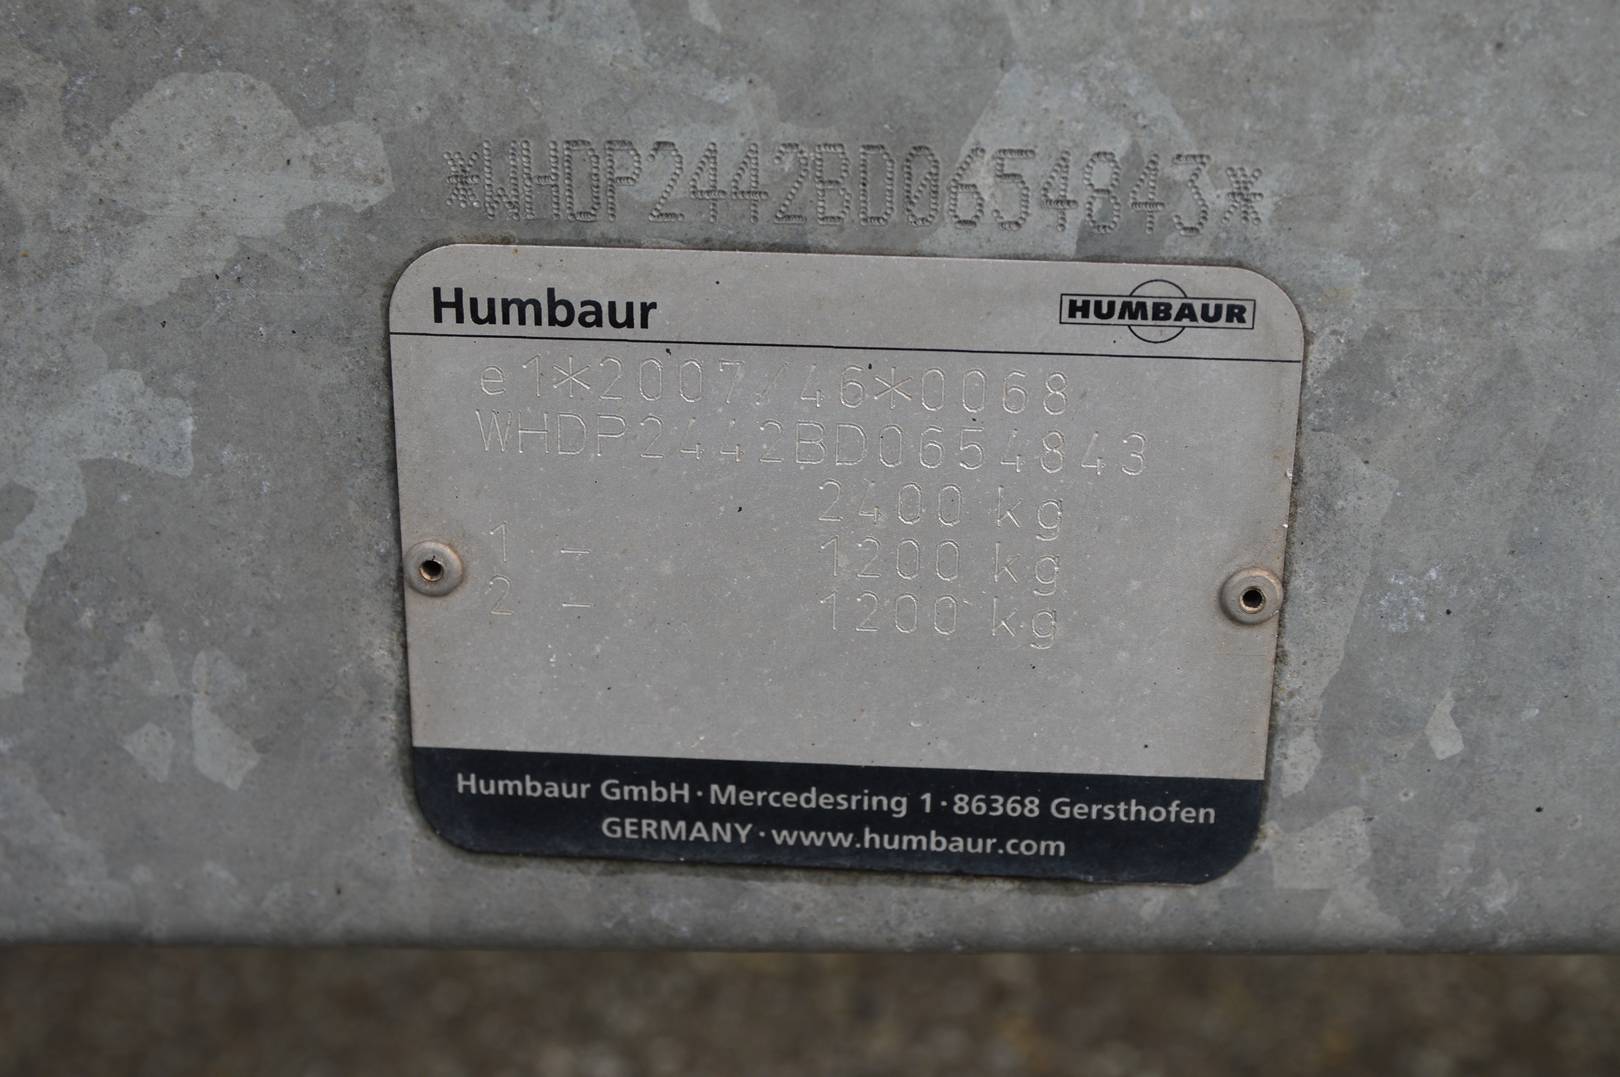 *WHDP2442BD0654843*
Humbaur
HUMBAUR
e1*2007/46*0068
WHDP2442BD0654843
2400 kg
1 - 1200 kg
2 - 1200 kg
Humbaur GmbH · Mercedesring 1 · 86368 Gersthofen
GERMANY · www.humbaur.com